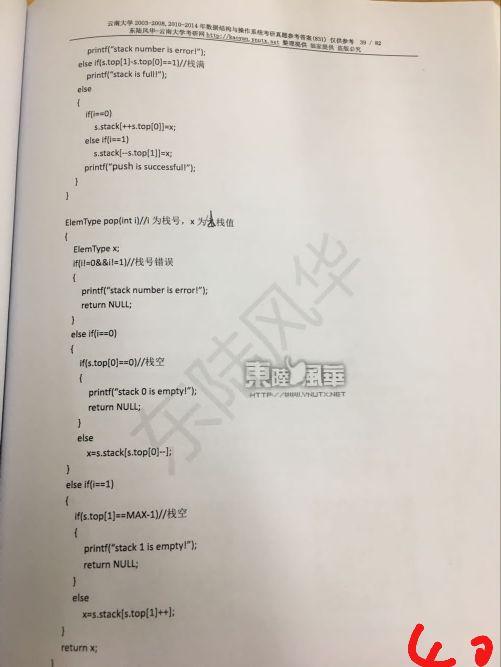 云南大学 2003-2008, 2010-2014 年数据结构与操作系统考研真题参考答案(831) 仅供参考 39 / 82
东陆风华-云南大学考研网 http://kaoyan.ynutx.net 整理提供 独家提供 盗版必究
printf("stack number is error!");
else if(s.top[1]-s.top[0]==1)//栈满
printf("stack is full!");
else
{
if(i==0)
s.stack[++s.top[0]]=x;
else if(i==1)
s.stack[--s.top[1]]=x;
printf("push is successful!");
}
}
ElemType pop(int i)//i 为栈号，x 为出栈值
{
ElemType x;
if(i!=0&&i!=1)//栈号错误
{
printf("stack number is error!");
return NULL;
}
else if(i==0)
{
if(s.top[0]==0)//栈空
{
printf("stack 0 is empty!");
return NULL;
}
else
x=s.stack[s.top[0]--];
}
else if(i==1)
{
if(s.top[1]==MAX-1)//栈空
{
printf("stack 1 is empty!");
return NULL;
}
else
x=s.stack[s.top[1]++];
}
return x;
}
东陆风华
東陸風華
HTTP://WWW.YNUTX.NET